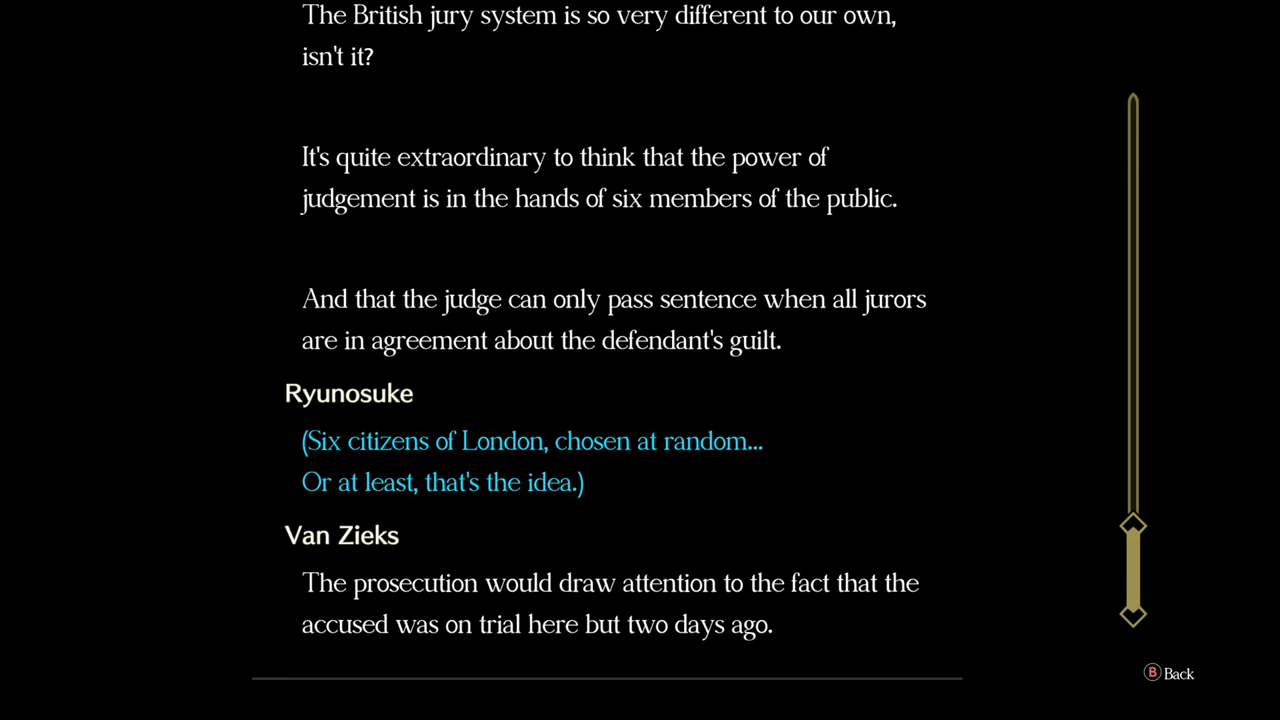 The British jury system is so very different to our own,
isn't it?
It's quite extraordinary to think that the power of
judgement is in the hands of six members of the public.
And that the judge can only pass sentence when all jurors
are in agreement about the defendant's guilt.
Ryunosuke
(Six citizens of London, chosen at random...
Or at least, that's the idea.)
Van Zieks
The prosecution would draw attention to the fact that the
accused was on trial here but two days ago.
B Back